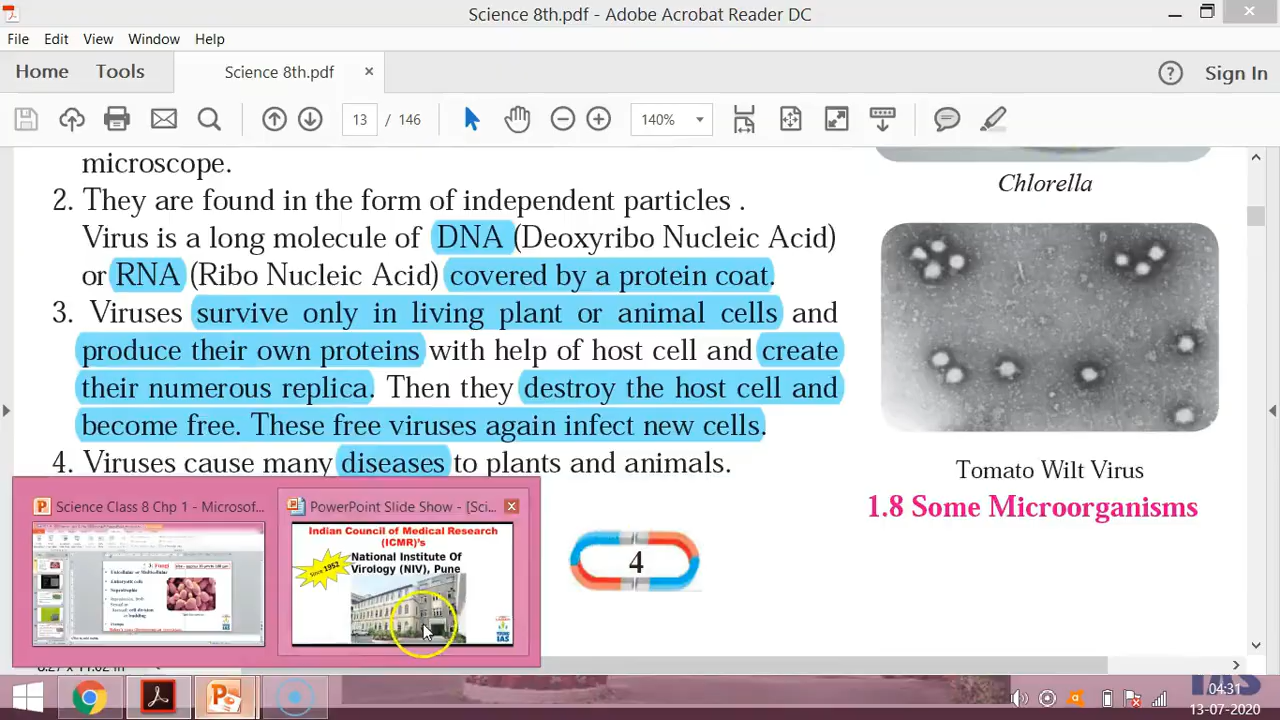 Science 8th.pdf - Adobe Acrobat Reader DC
File Edit View Window Help
Home Tools Science 8th.pdf × ? Sign In
13 / 146 140%
microscope.
2. They are found in the form of independent particles .
Virus is a long molecule of DNA (Deoxyribo Nucleic Acid)
or RNA (Ribo Nucleic Acid) covered by a protein coat.
3. Viruses survive only in living plant or animal cells and
produce their own proteins with help of host cell and create
their numerous replica. Then they destroy the host cell and
become free. These free viruses again infect new cells.
4. Viruses cause many diseases to plants and animals.
Chlorella
Tomato Wilt Virus
1.8 Some Microorganisms
4
Science Class 8 Chp 1 - Microsof...
PowerPoint Slide Show - [Sci...
Indian Council of Medical Research
(ICMR)'s
National Institute Of
Virology (NIV), Pune
Since 1952
IAS
04:31
13-07-2020